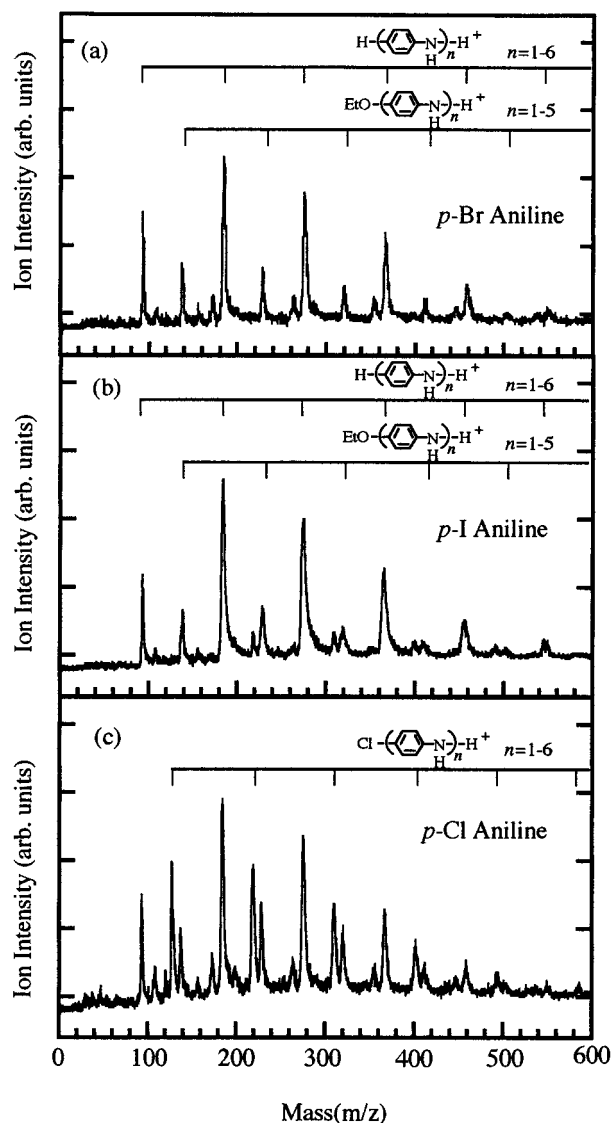 (a)
H-( -N-)n-H+ n=1-6
H
EtO-( -N-)n-H+ n=1-5
H
p-Br Aniline
Ion Intensity (arb. units)
(b)
H-( -N-)n-H+ n=1-6
H
EtO-( -N-)n-H+ n=1-5
H
p-I Aniline
Ion Intensity (arb. units)
(c)
Cl-( -N-)n-H+ n=1-6
H
p-Cl Aniline
Ion Intensity (arb. units)
0 100 200 300 400 500 600
Mass(m/z)